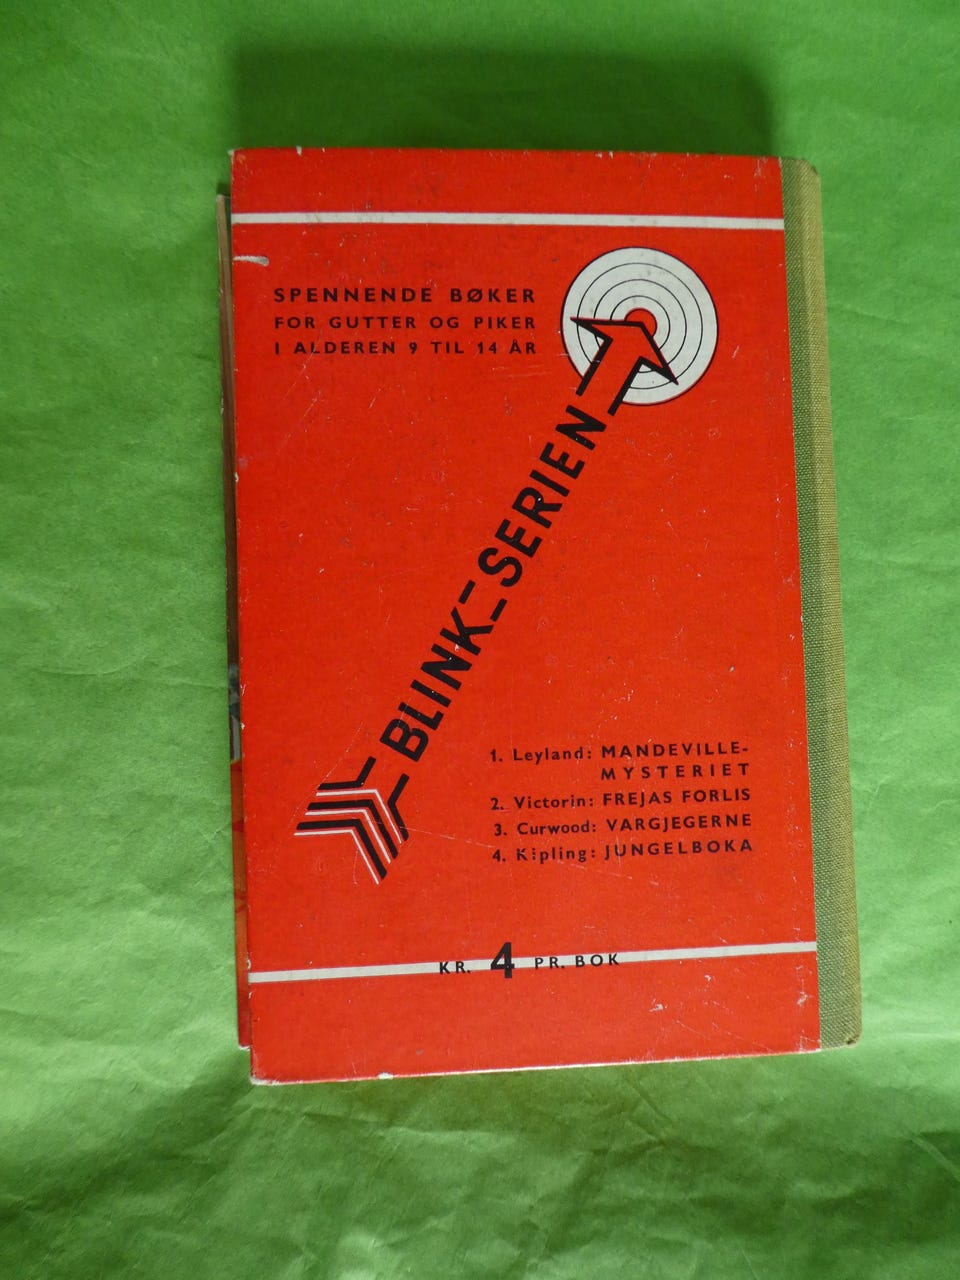 SPENNENDE BØKER
FOR GUTTER OG PIKER
I ALDEREN 9 TIL 14 ÅR
BLINK-SERIEN
1. Leyland: MANDEVILLE-
MYSTERIET
2. Victorin: FREJAS FORLIS
3. Curwood: VARGJEGERNE
4. Kipling: JUNGELBOKA
KR. 4 PR. BOK